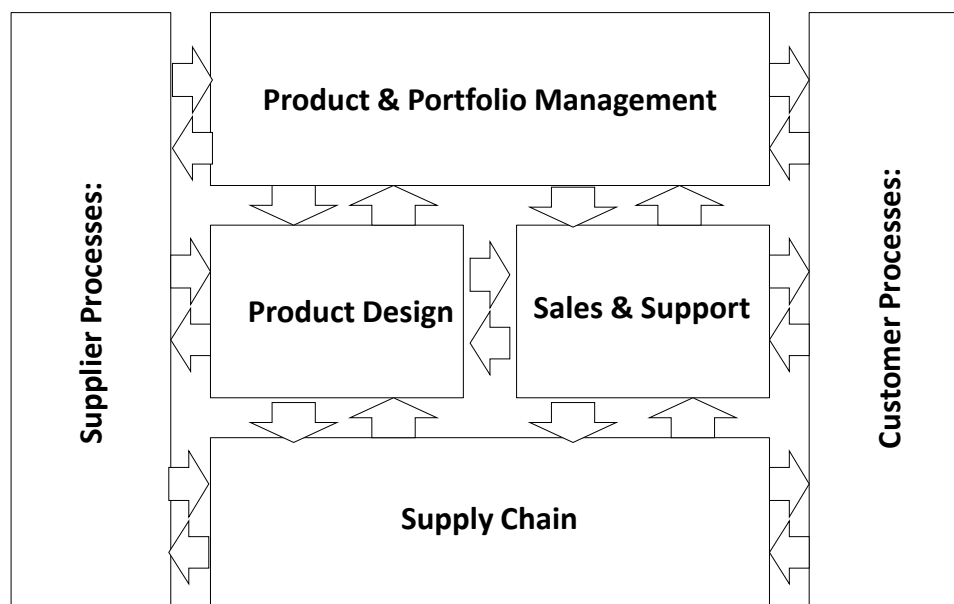 Supplier Processes:
Product & Portfolio Management
Product Design
Sales & Support
Supply Chain
Customer Processes: